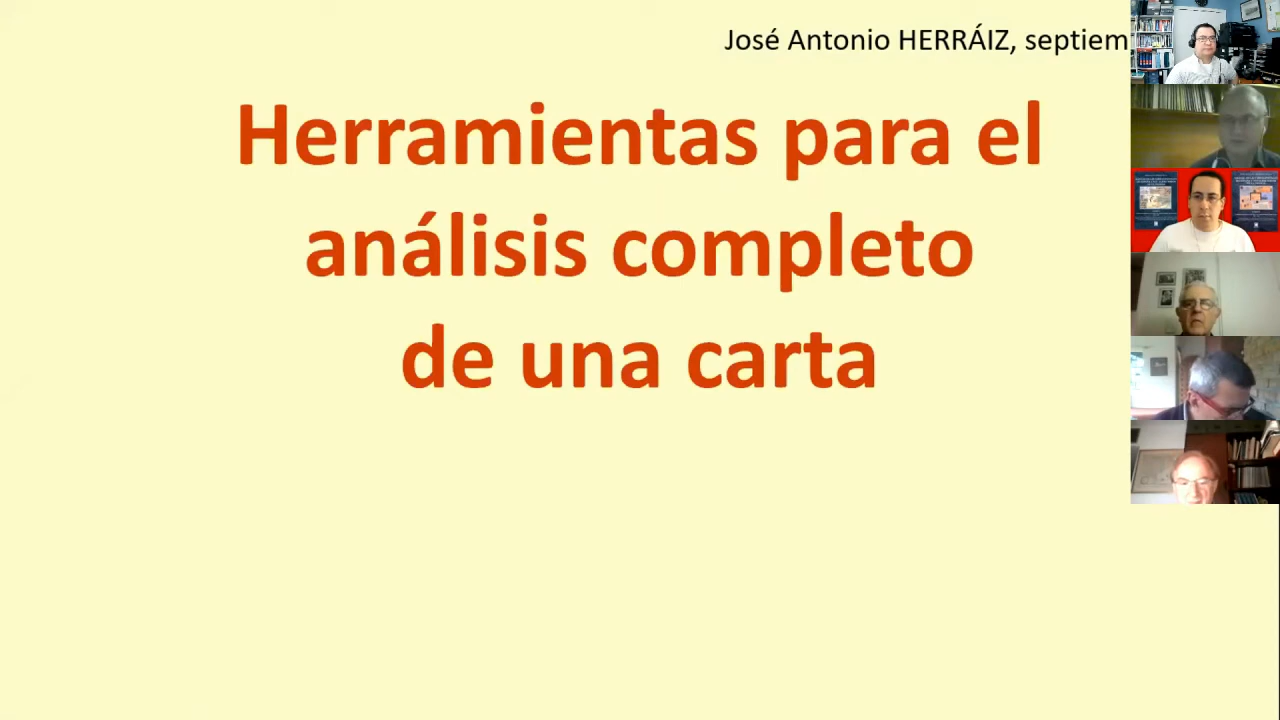 José Antonio HERRÁIZ, septiem
Herramientas para el
análisis completo
de una carta